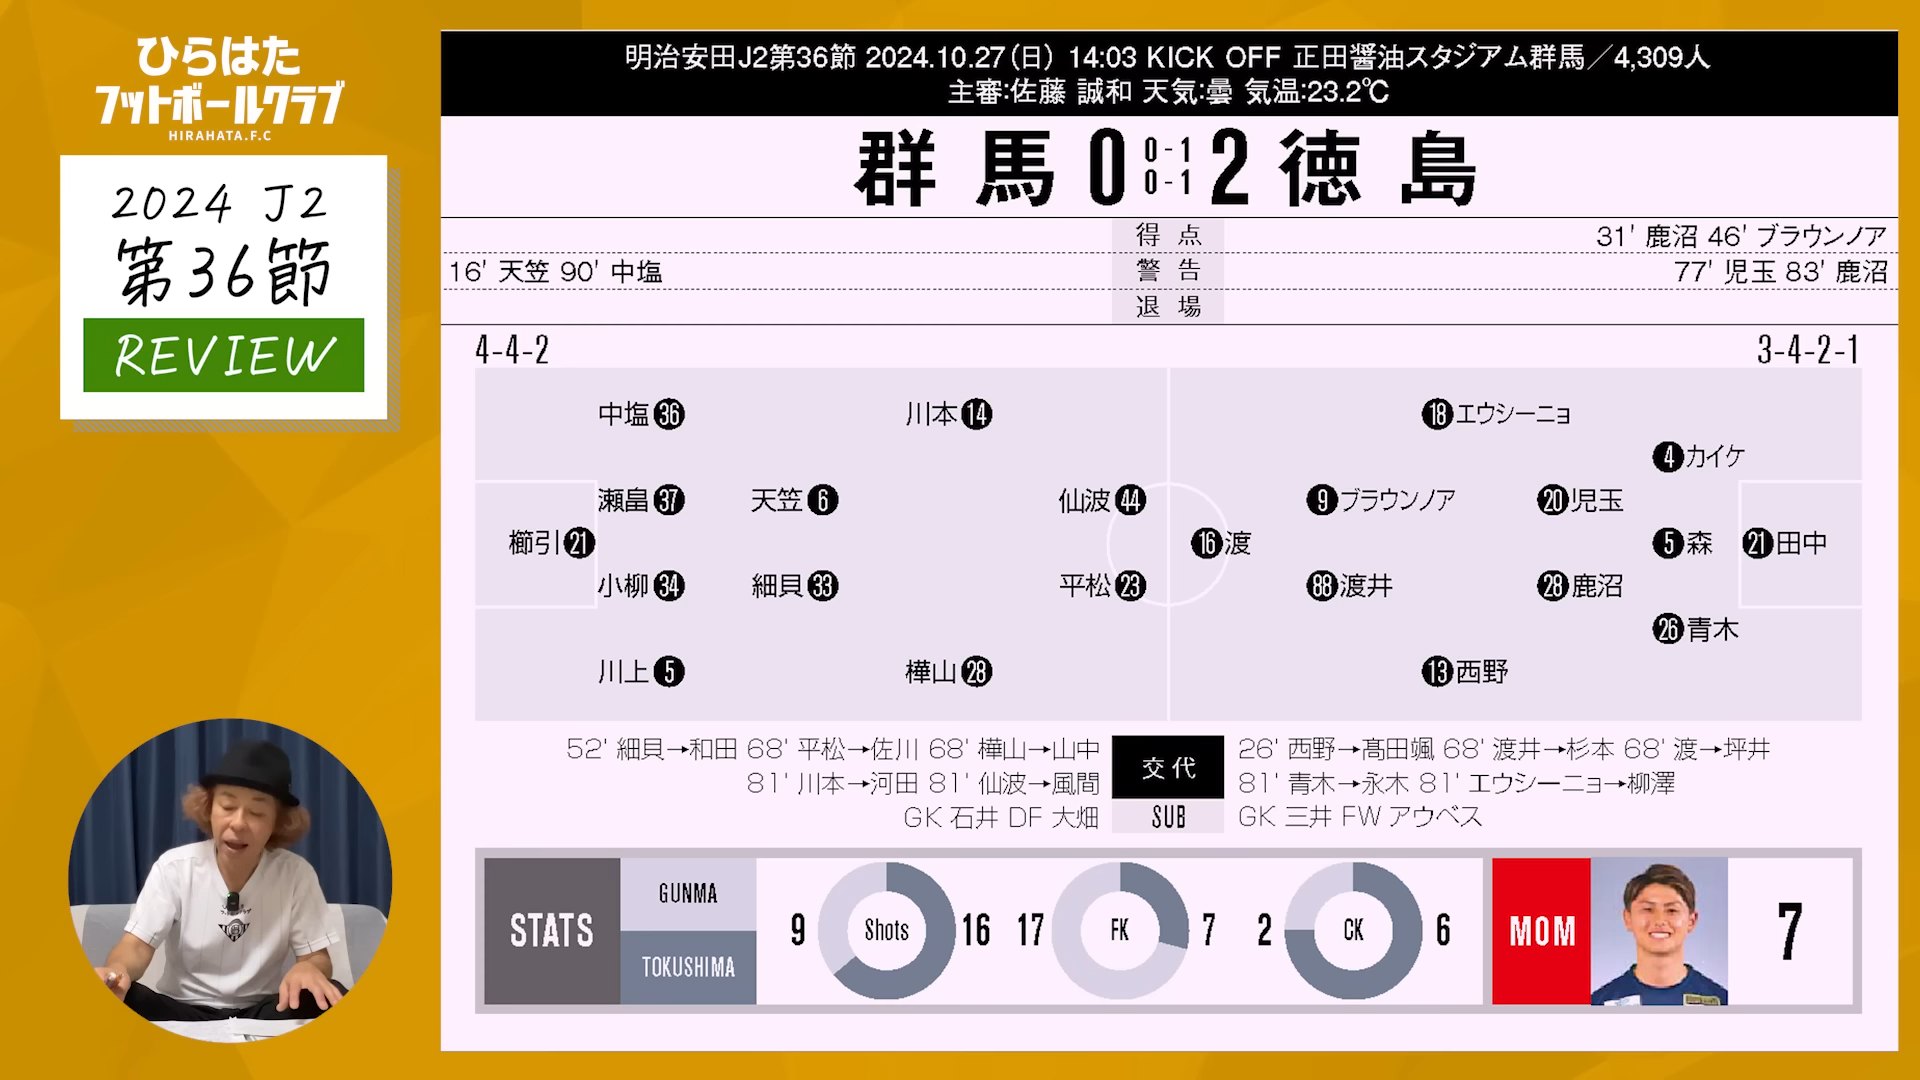 ひらはた
フットボールクラブ
HIRAHATA.F.C
2024 J2
第36節
REVIEW
明治安田J2第36節 2024.10.27(日) 14:03 KICK OFF 正田醤油スタジアム群馬／4,309人
主審:佐藤 誠和 天気:曇 気温:23.2℃
群馬 0 0-1 2 徳島
0-1
得点 31' 鹿沼 46' ブラウンノア
16' 天笠 90' 中塩 警告 77' 児玉 83' 鹿沼
退場
4-4-2 3-4-2-1
中塩 36 川本 14 18 エウシーニョ
4 カイケ
瀬畠 37 天笠 6 仙波 44 9 ブラウンノア 20 児玉
櫛引 21 16 渡 5 森 21 田中
小柳 34 細貝 33 平松 23 88 渡井 28 鹿沼
26 青木
川上 5 樺山 28 13 西野
52' 細貝→和田 68' 平松→佐川 68' 樺山→山中 交代 26' 西野→髙田颯 68' 渡井→杉本 68' 渡→坪井
81' 川本→河田 81' 仙波→風間 81' 青木→永木 81' エウシーニョ→柳澤
GK 石井 DF 大畑 SUB GK 三井 FW アウベス
STATS GUNMA TOKUSHIMA 9 Shots 16 17 FK 7 2 CK 6 MOM 7